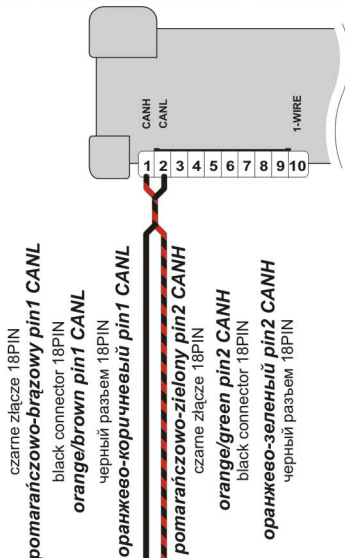 CANH
CANL
1-WIRE
1 2 3 4 5 6 7 8 9 10
czarne złącze 18PIN
pomarańczowo-brązowy pin1 CANL
black connector 18PIN
orange/brown pin1 CANL
черный разъем 18PIN
оранжево-коричневый pin1 CANL
pomarańczowo-zielony pin2 CANH
czarne złącze 18PIN
orange/green pin2 CANH
black connector 18PIN
оранжево-зеленый pin2 CANH
черный разъем 18PIN